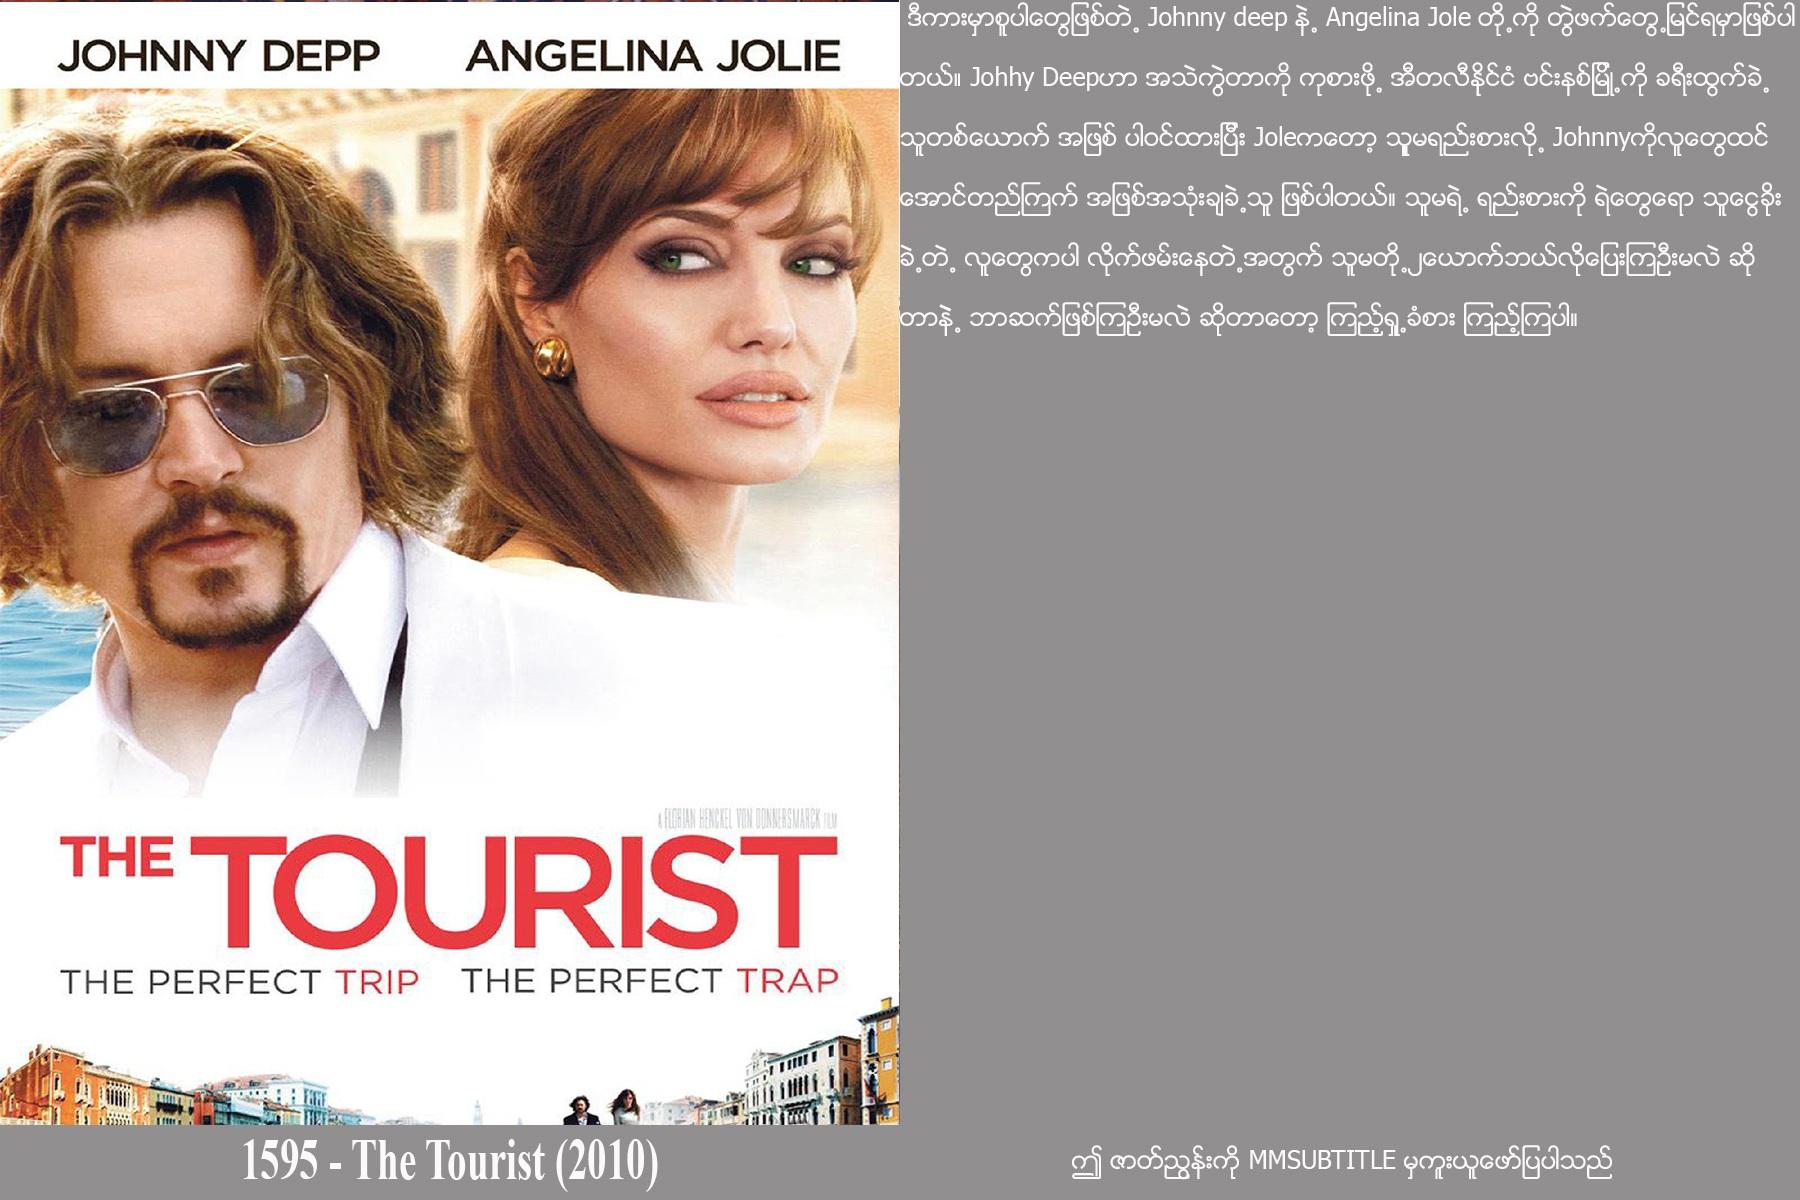 JOHNNY DEPP ANGELINA JOLIE
A FLORIAN HENCKEL VON DONNERSMARCK FILM
THE TOURIST
THE PERFECT TRIP THE PERFECT TRAP
1595 - The Tourist (2010)
ဒီကားမှာစူပါတွေဖြစ်တဲ့ Johnny deep နဲ့ Angelina Jole တို့ကို တွဲဖက်တွေ့မြင်ရမှာဖြစ်ပါ
တယ်။ Johhy Deepဟာ အသဲကွဲတာကို ကုစားဖို့ အီတလီနိုင်ငံ ဗင်းနစ်မြို့ကို ခရီးထွက်ခဲ့
သူတစ်ယောက် အဖြစ် ပါဝင်ထားပြီး Joleကတော့ သူမရည်းစားလို့ Johnnyကိုလူတွေထင်
အောင်တည်ကြက် အဖြစ်အသုံးချခဲ့သူ ဖြစ်ပါတယ်။ သူမရဲ့ ရည်းစားကို ရဲတွေရော သူငွေခိုး
ခဲ့တဲ့ လူတွေကပါ လိုက်ဖမ်းနေတဲ့အတွက် သူမတို့၂ယောက်ဘယ်လိုပြေးကြဦးမလဲ ဆို
တာနဲ့ ဘာဆက်ဖြစ်ကြဦးမလဲ ဆိုတာတော့ ကြည့်ရှု့ခံစား ကြည့်ကြပါ။
ဤ ဇာတ်ညွှန်းကို MMSUBTITLE မှကူးယူဖော်ပြပါသည်